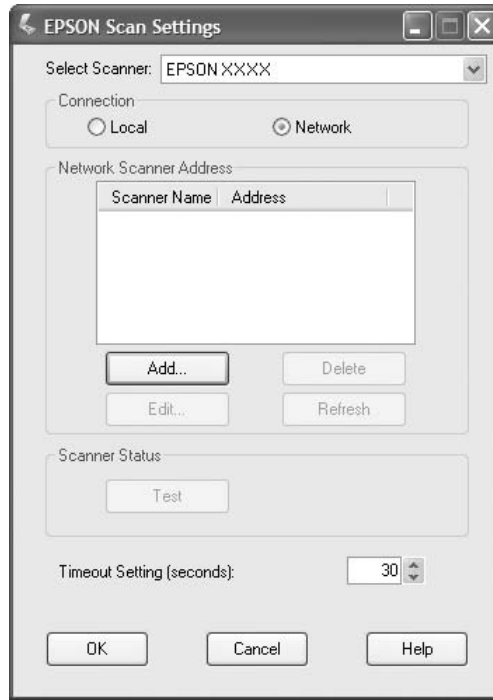 EPSON Scan Settings
Select Scanner: EPSON XXXX
Connection
Local Network
Network Scanner Address
Scanner Name Address
Add... Delete
Edit... Refresh
Scanner Status
Test
Timeout Setting (seconds): 30
OK Cancel Help